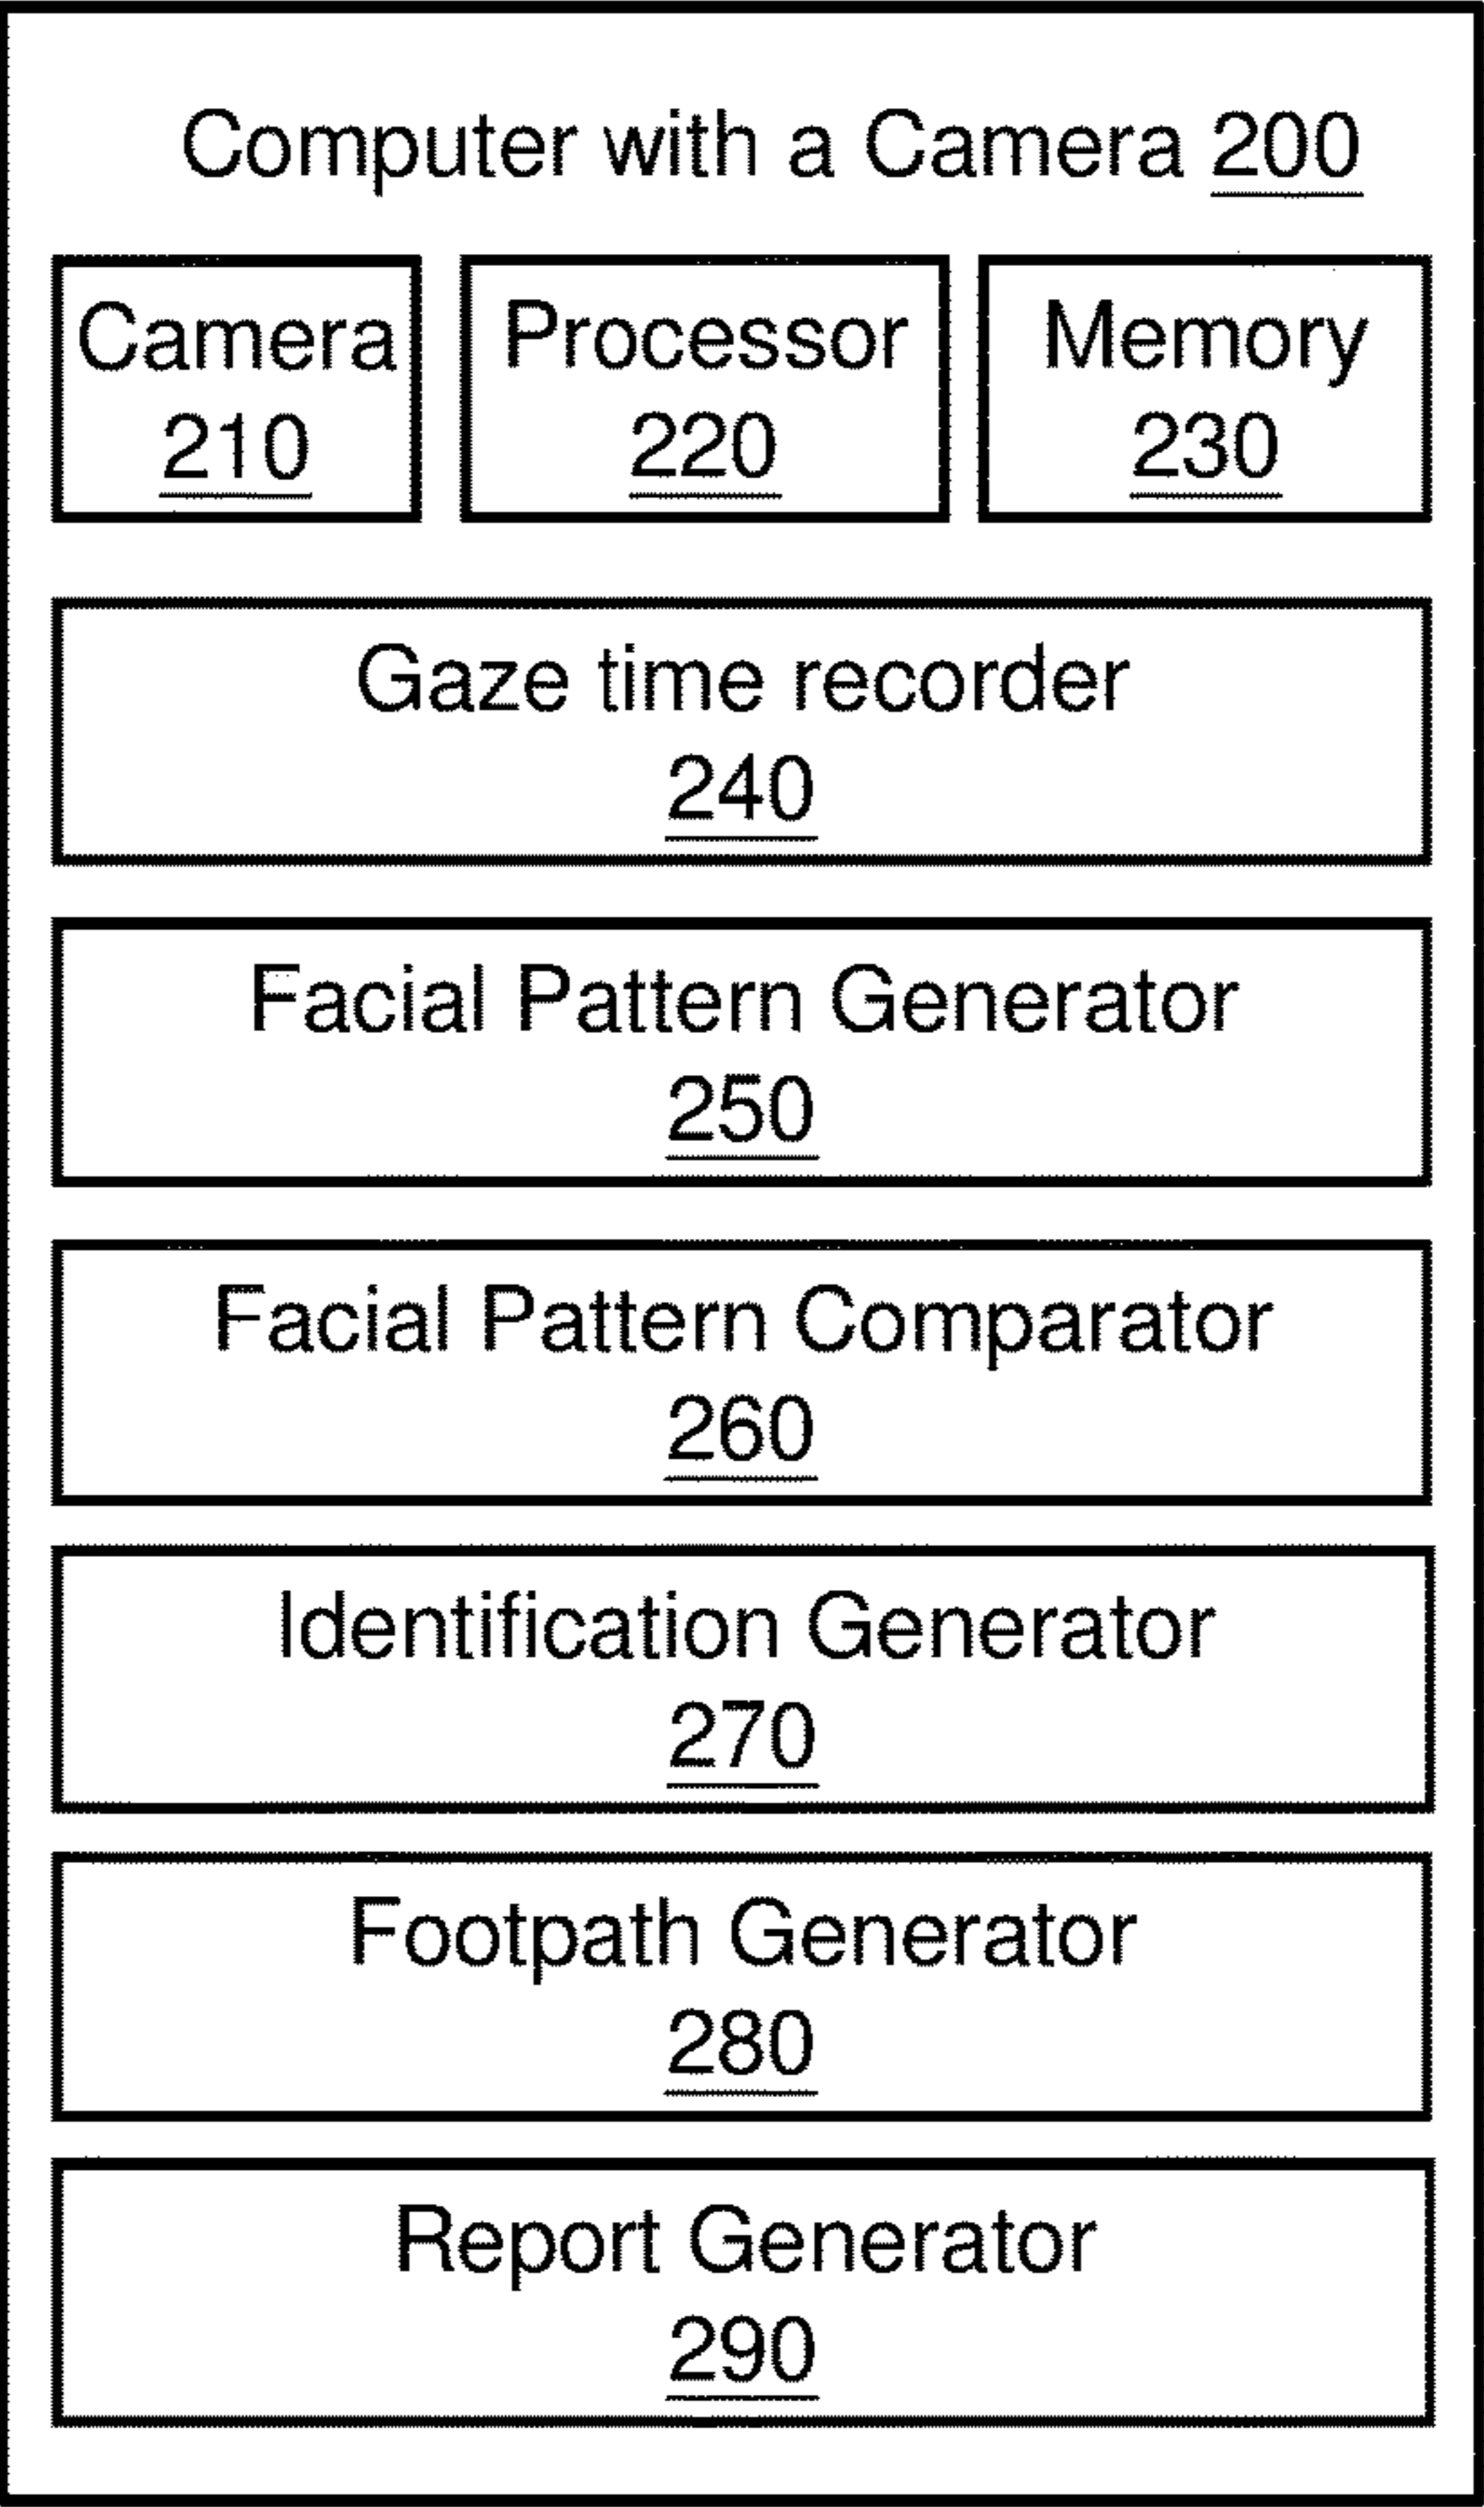 Computer with a Camera 200
Camera
210
Processor
220
Memory
230
Gaze time recorder
240
Facial Pattern Generator
250
Facial Pattern Comparator
260
Identification Generator
270
Footpath Generator
280
Report Generator
290